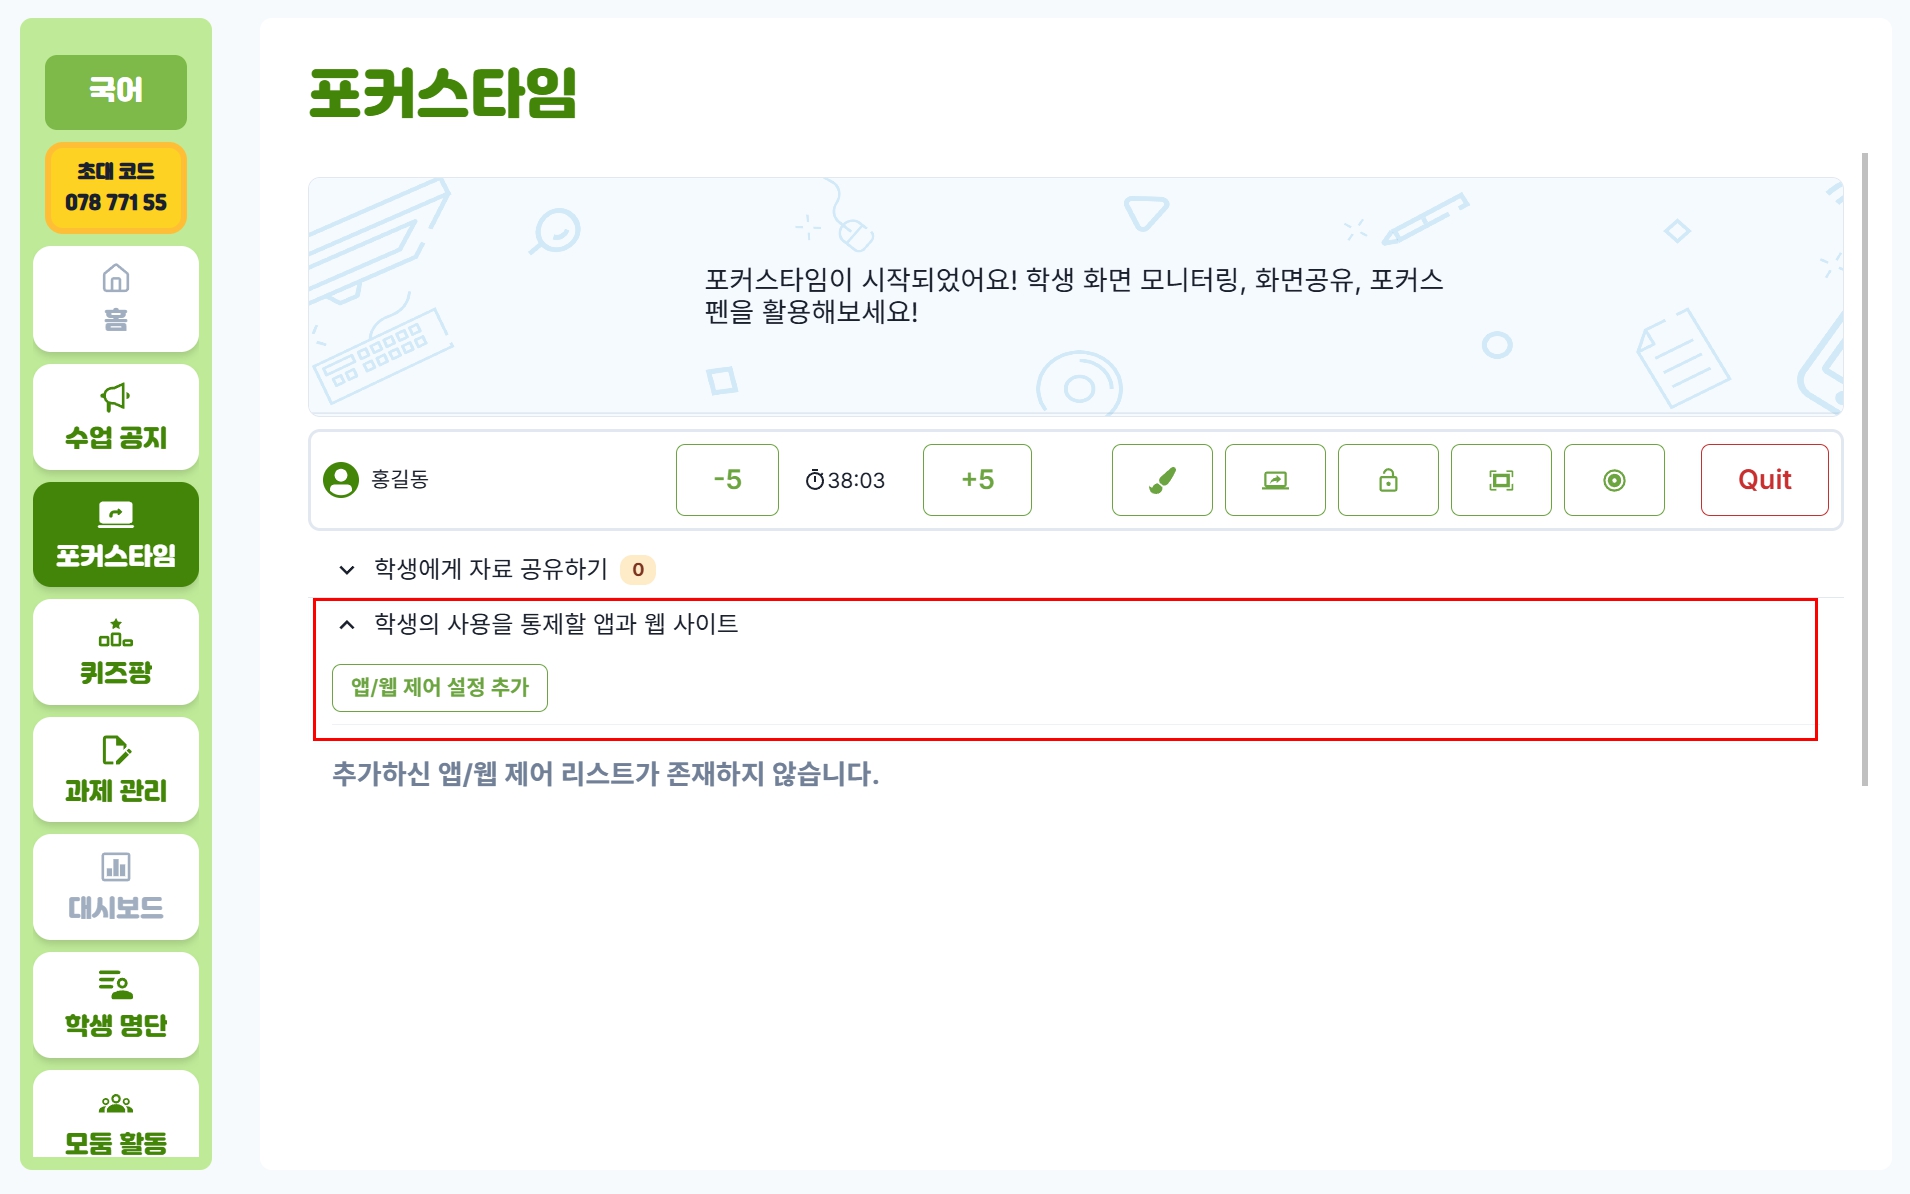 국어
초대 코드
078 771 55
홈
수업 공지
포커스타임
퀴즈팡
과제 관리
대시보드
학생 명단
모둠 활동
포커스타임
포커스타임이 시작되었어요! 학생 화면 모니터링, 화면공유, 포커스
펜을 활용해보세요!
홍길동
-5
38:03
+5
Quit
학생에게 자료 공유하기 0
학생의 사용을 통제할 앱과 웹 사이트
앱/웹 제어 설정 추가
추가하신 앱/웹 제어 리스트가 존재하지 않습니다.